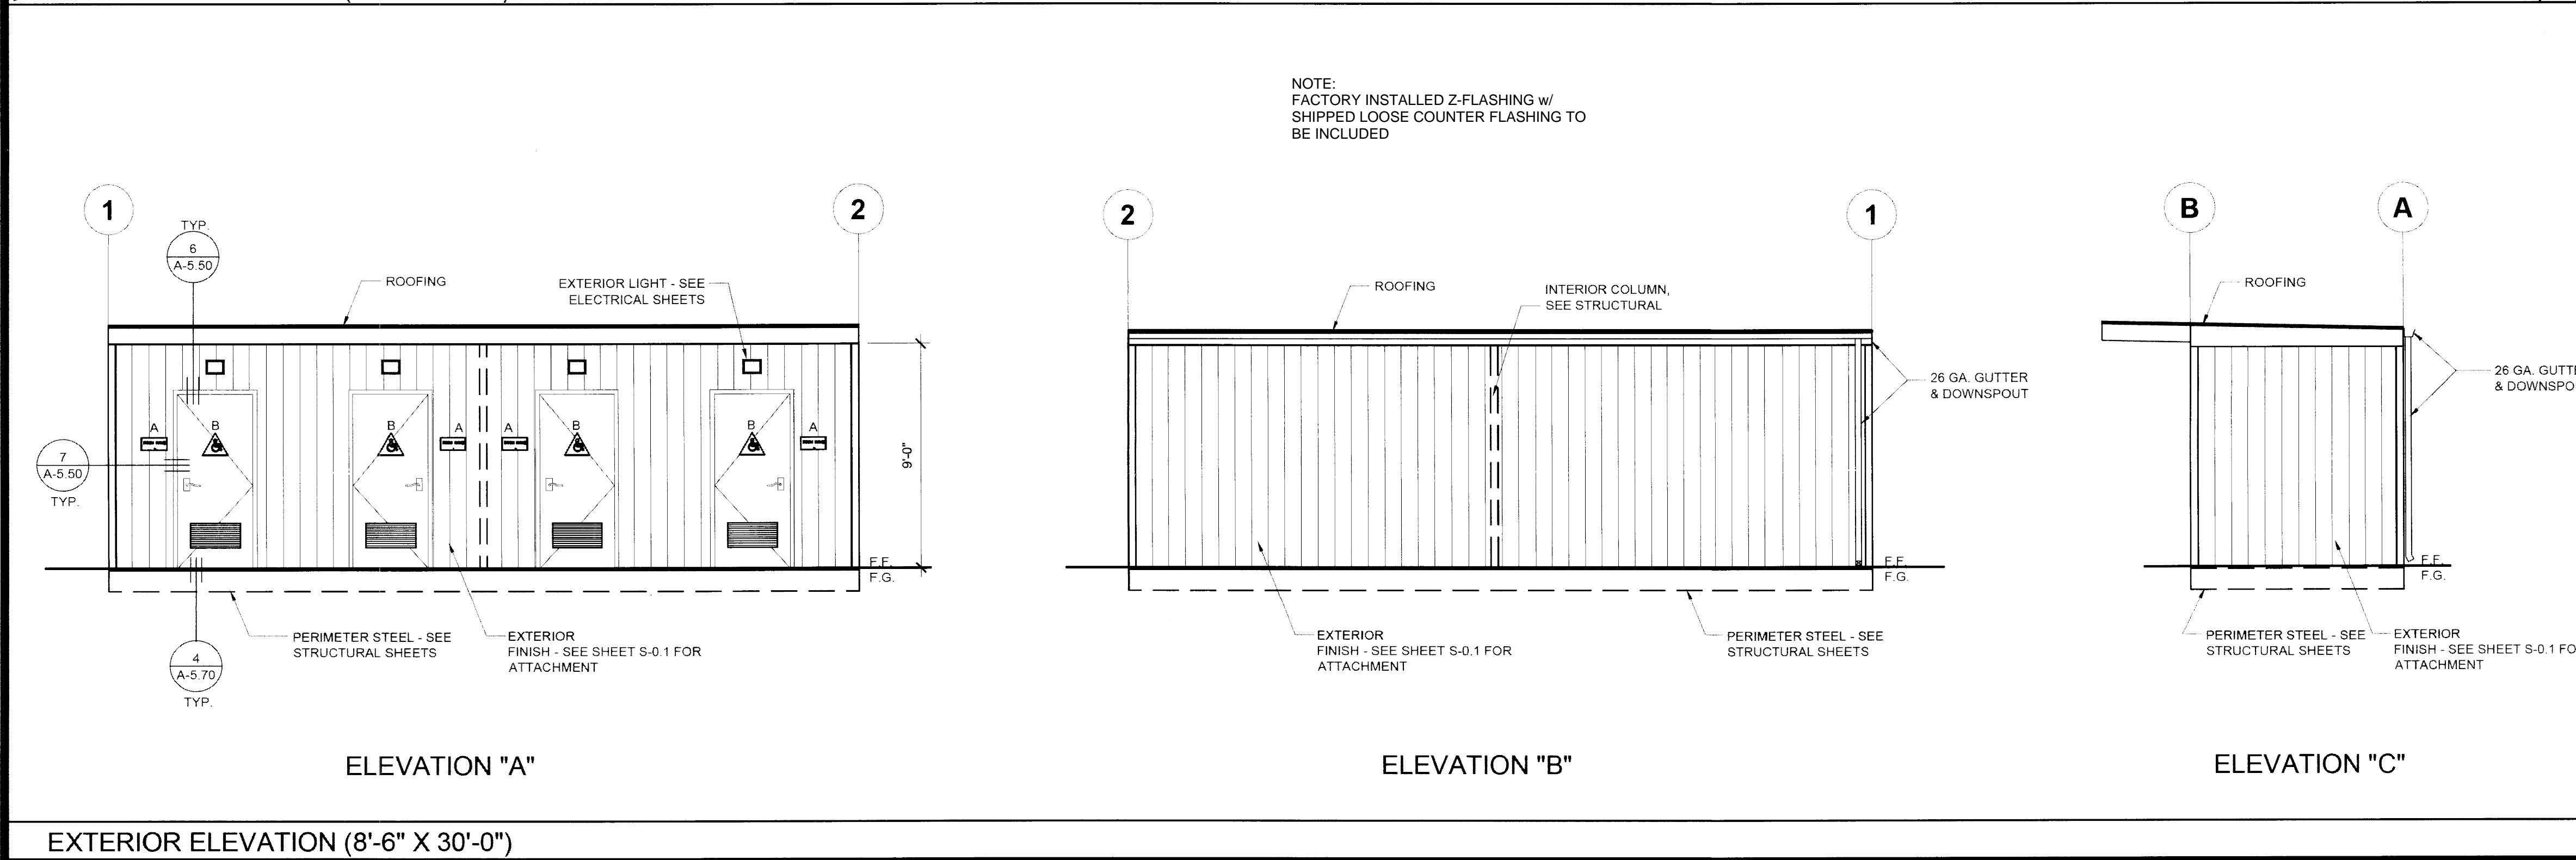 NOTE:
FACTORY INSTALLED Z-FLASHING w/
SHIPPED LOOSE COUNTER FLASHING TO
BE INCLUDED
1
2
TYP.
6
A-5.50
ROOFING
EXTERIOR LIGHT - SEE
ELECTRICAL SHEETS
A
B
B
A
A
B
B
A
7
A-5.50
TYP.
9'-0"
F.F.
F.G.
PERIMETER STEEL - SEE
STRUCTURAL SHEETS
EXTERIOR
FINISH - SEE SHEET S-0.1 FOR
ATTACHMENT
4
A-5.70
TYP.
ELEVATION "A"
2
1
ROOFING
INTERIOR COLUMN,
SEE STRUCTURAL
26 GA. GUTTER
& DOWNSPOUT
F.F.
F.G.
EXTERIOR
FINISH - SEE SHEET S-0.1 FOR
ATTACHMENT
PERIMETER STEEL - SEE
STRUCTURAL SHEETS
ELEVATION "B"
B
A
ROOFING
26 GA. GUTTE
& DOWNSPO
F.F.
F.G.
PERIMETER STEEL - SEE
STRUCTURAL SHEETS
EXTERIOR
FINISH - SEE SHEET S-0.1 FO
ATTACHMENT
ELEVATION "C"
EXTERIOR ELEVATION (8'-6" X 30'-0")